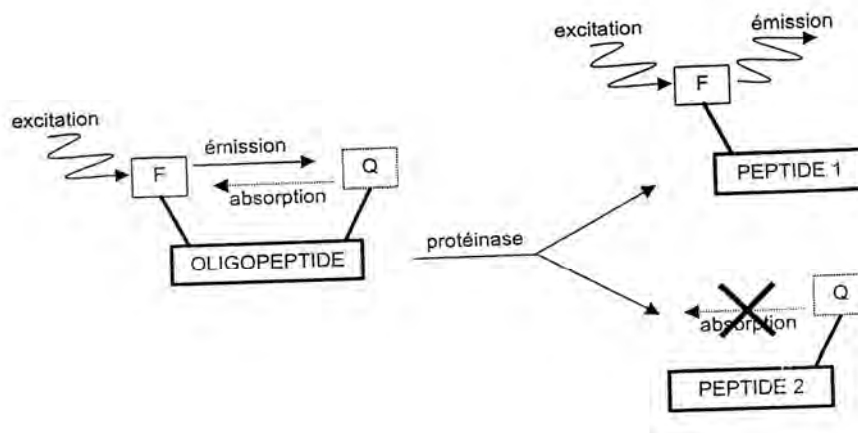 excitation
émission
F
Q
absorption
OLIGOPEPTIDE
protéinase
excitation
émission
F
PEPTIDE 1
Q
absorption
PEPTIDE 2